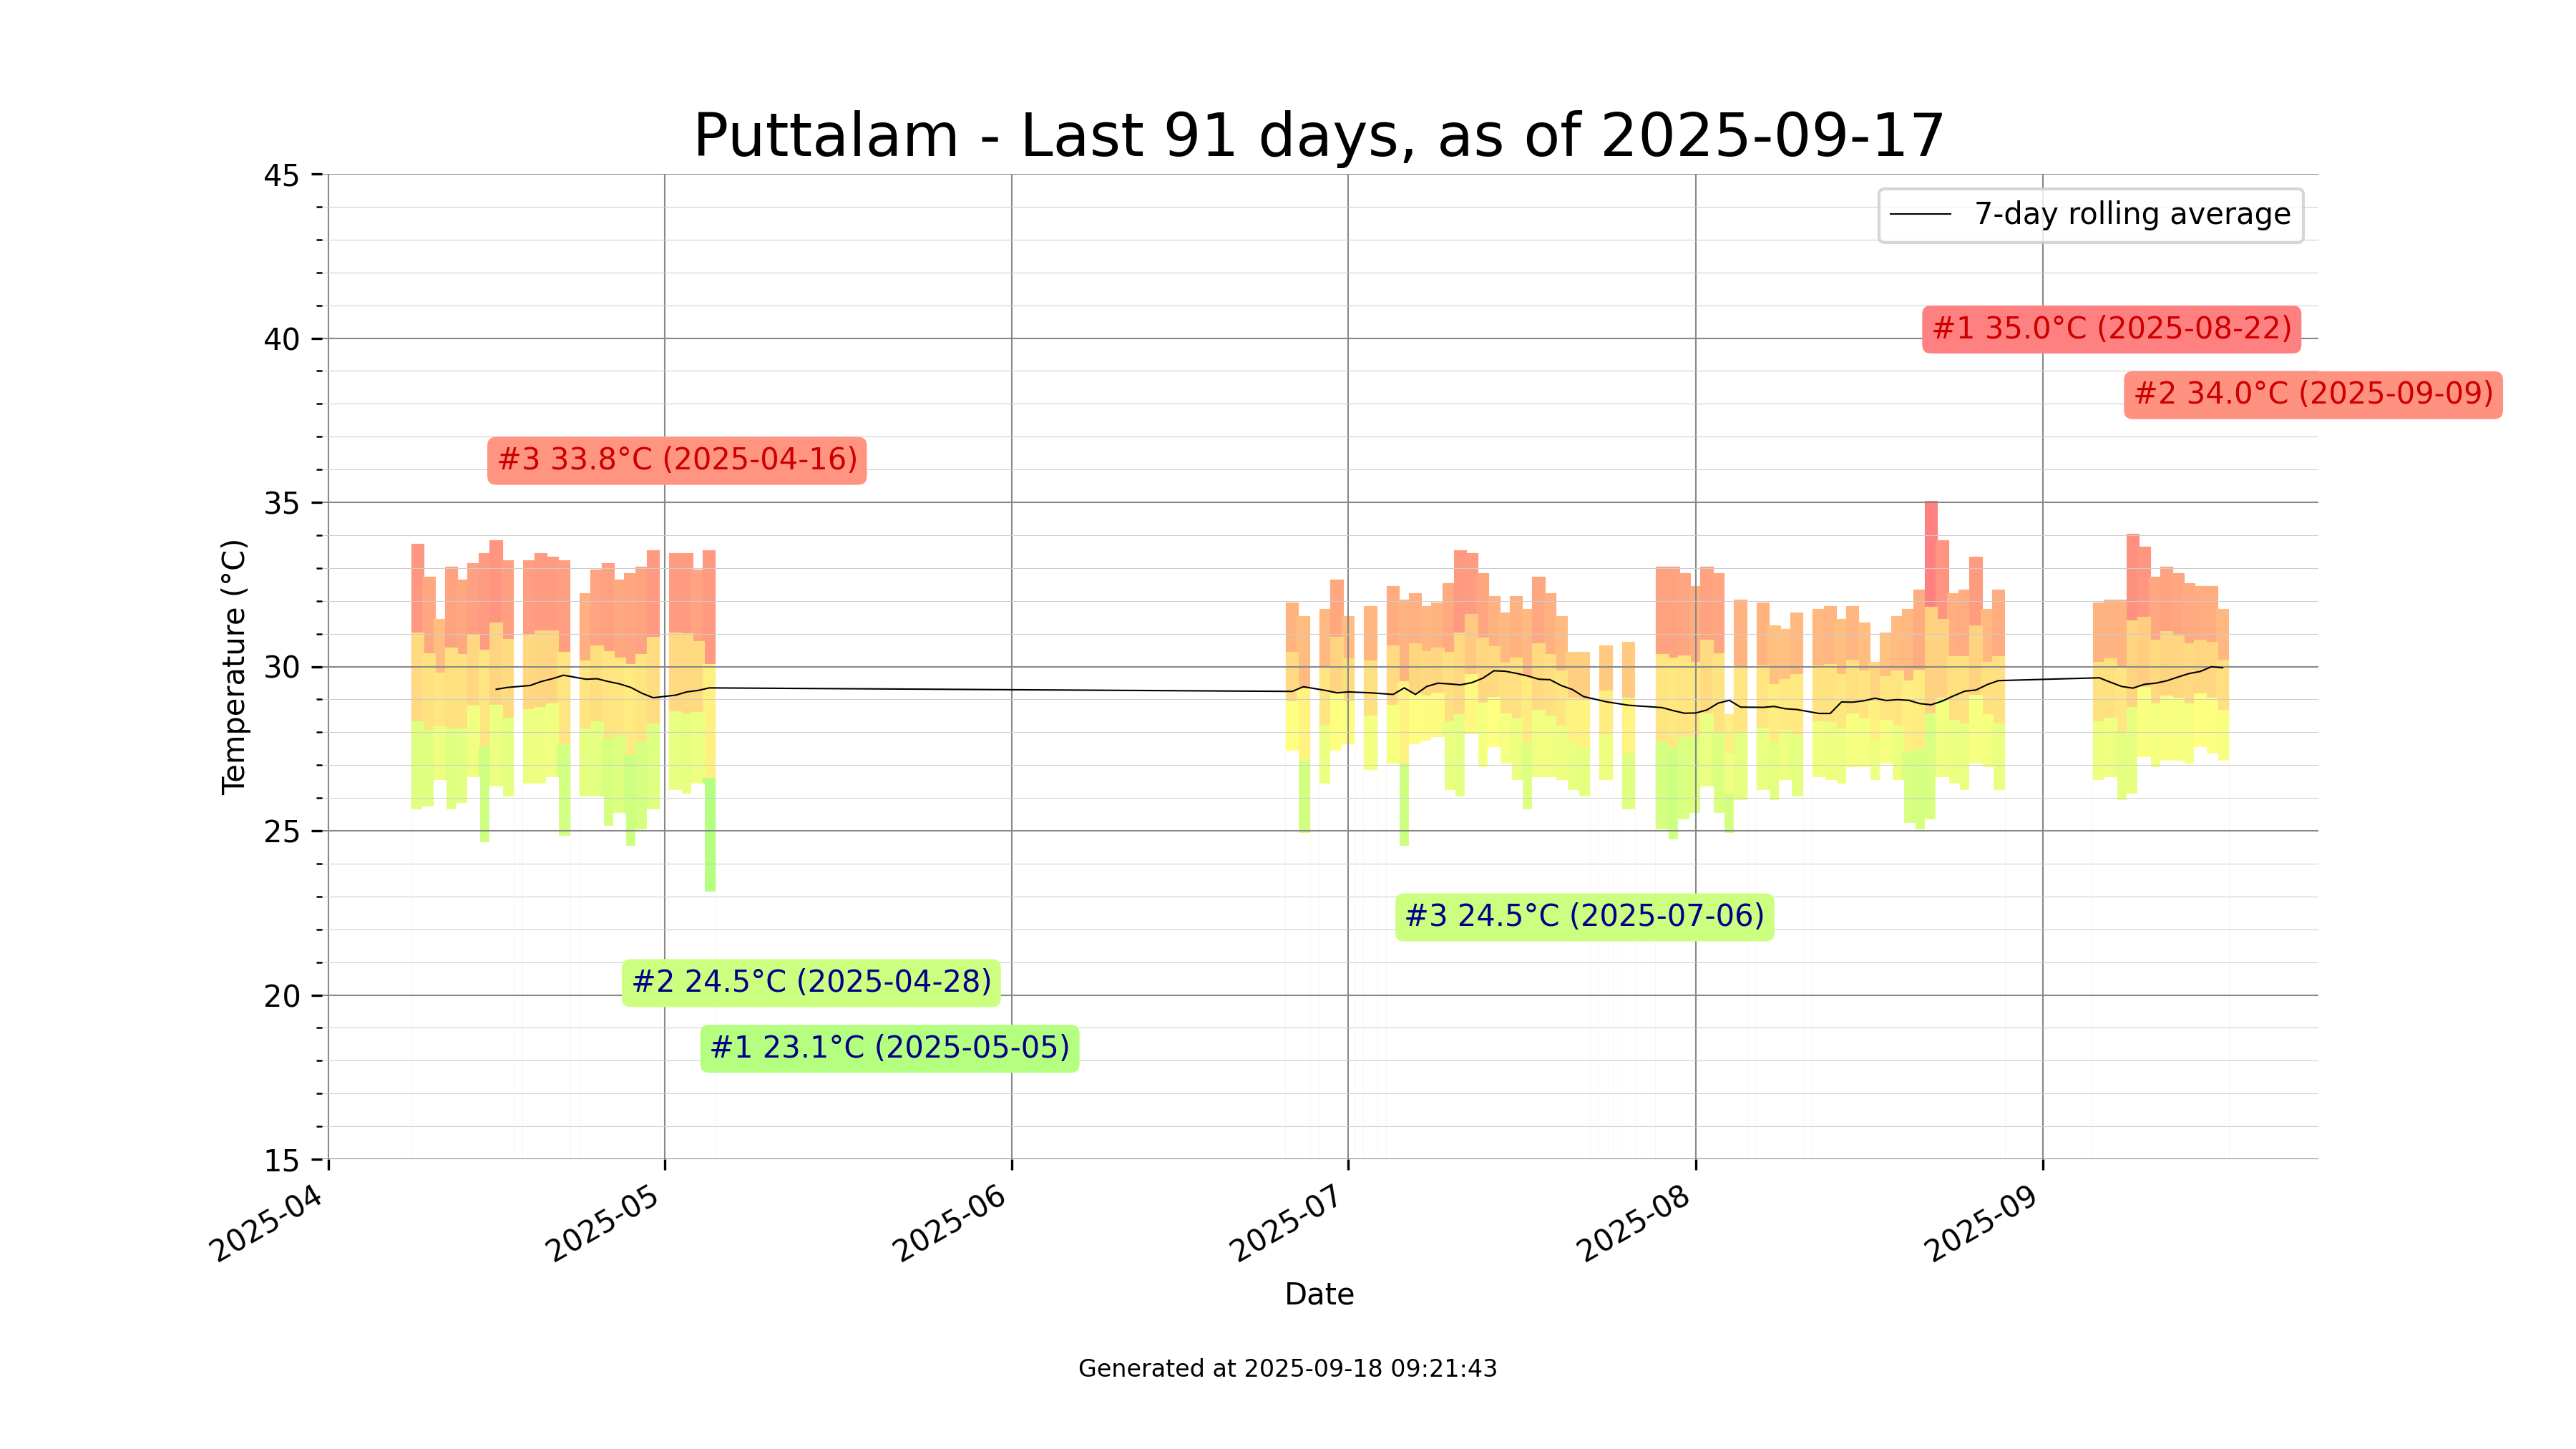 Puttalam - Last 91 days, as of 2025-09-17
7-day rolling average
Temperature (°C)
45
40
35
30
25
20
15
#1 35.0°C (2025-08-22)
#2 34.0°C (2025-09-09)
#3 33.8°C (2025-04-16)
#3 24.5°C (2025-07-06)
#2 24.5°C (2025-04-28)
#1 23.1°C (2025-05-05)
2025-04
2025-05
2025-06
2025-07
2025-08
2025-09
Date
Generated at 2025-09-18 09:21:43